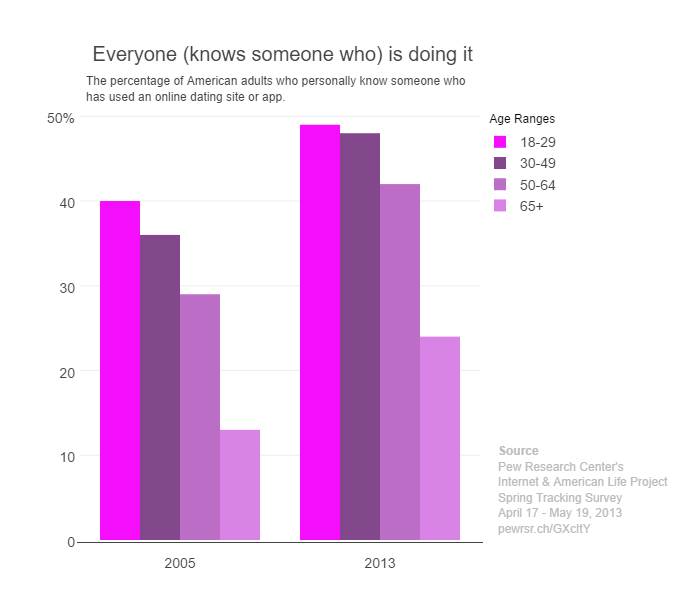 Everyone (knows someone who) is doing it
The percentage of American adults who personally know someone who
has used an online dating site or app.
50%
40
30
20
10
0
2005
2013
Age Ranges
18-29
30-49
50-64
65+
Source
Pew Research Center's
Internet & American Life Project
Spring Tracking Survey
April 17 - May 19, 2013
pewrsr.ch/GXcItY